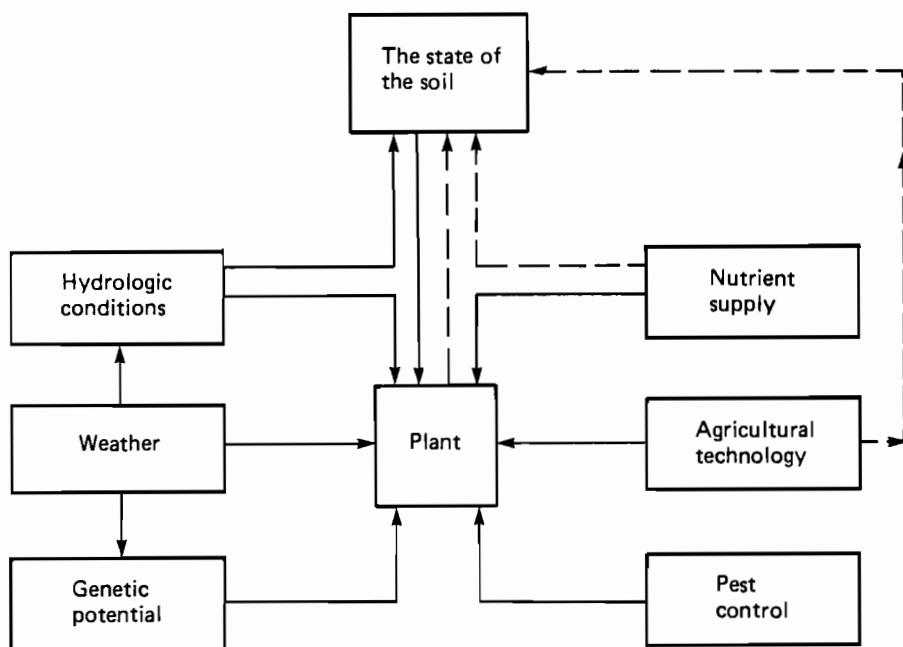 The state of
the soil
Hydrologic
conditions
Nutrient
supply
Weather
Plant
Agricultural
technology
Genetic
potential
Pest
control